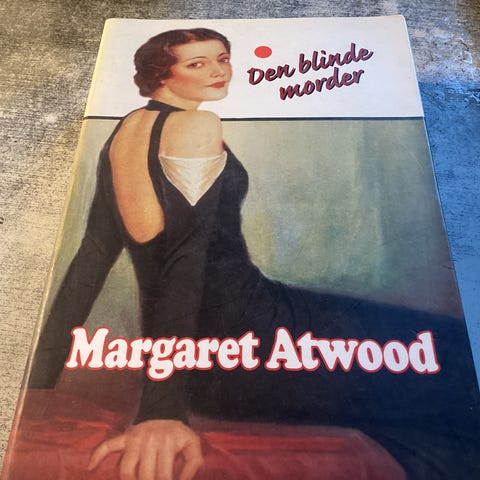 Den blinde
morder
Margaret Atwood